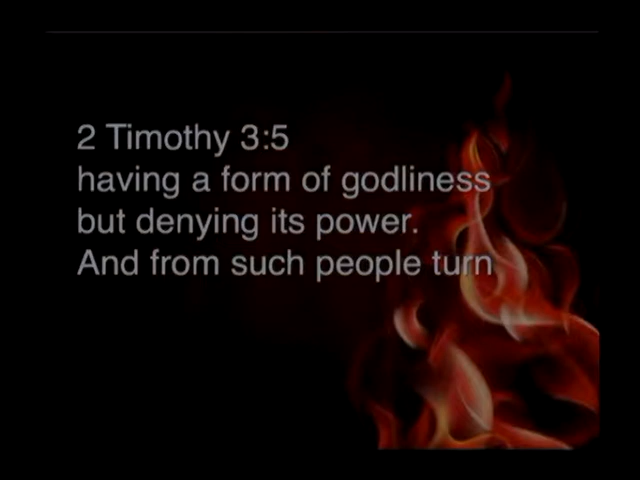 2 Timothy 3:5
having a form of godliness
but denying its power.
And from such people turn